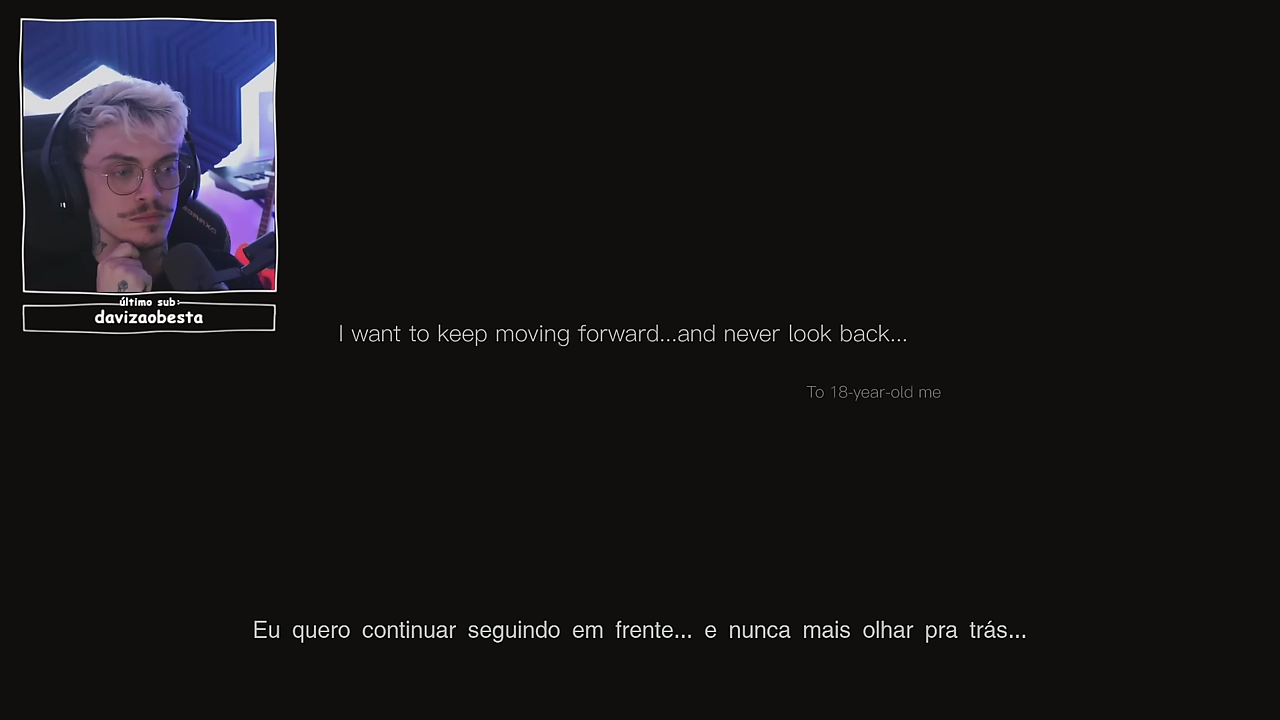 último sub:
davizaobesta
I want to keep moving forward...and never look back...
To 18-year-old me
Eu quero continuar seguindo em frente... e nunca mais olhar pra trás...